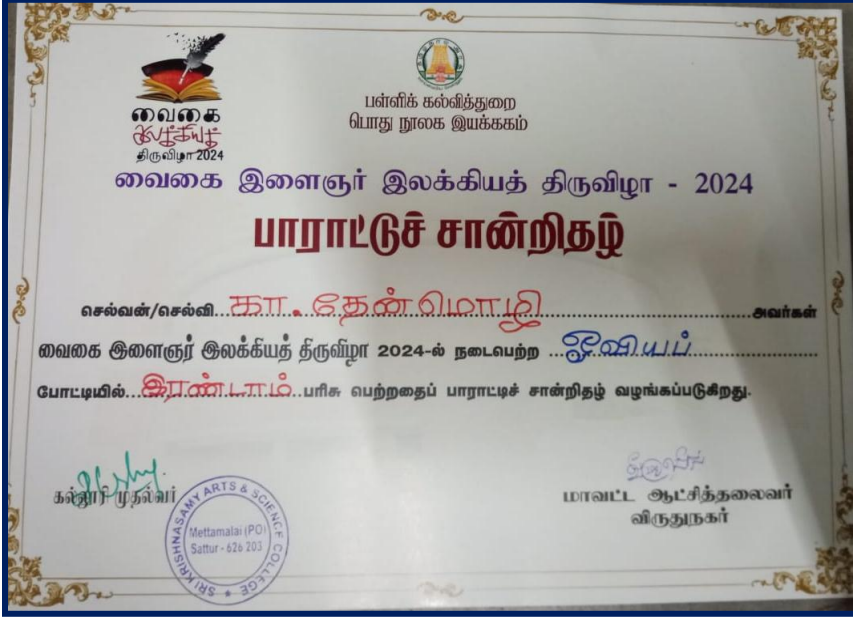 வைகை
இலக்கியத்
திருவிழா 2024
பள்ளிக் கல்வித்துறை
பொது நூலக இயக்ககம்
வைகை இளைஞர் இலக்கியத் திருவிழா - 2024
பாராட்டுச் சான்றிதழ்
செல்வன்/செல்வி...கா. தேன்மொழி...அவர்கள்
வைகை இளைஞர் இலக்கியத் திருவிழா 2024-ல் நடைபெற்ற ...ஓவியப்...
போட்டியில்...இரண்டாம்...பரிசு பெற்றதைப் பாராட்டிச் சான்றிதழ் வழங்கப்படுகிறது.
கல்லூரி முதல்வர்
SRI KRISHNASAMY ARTS & SCIENCE COLLEGE
Mettamalai (PO)
Sattur - 626 203
மாவட்ட ஆட்சித்தலைவர்
விருதுநகர்